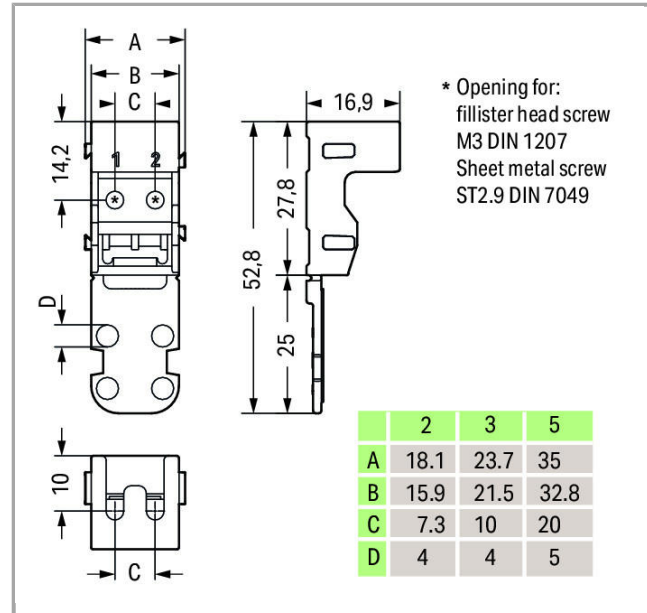 A
B
C
16,9
* Opening for:
fillister head screw
M3 DIN 1207
Sheet metal screw
ST2.9 DIN 7049
14,2
1 2
* *
27,8
52,8
D
25
10
C
2 3 5
A 18.1 23.7 35
B 15.9 21.5 32.8
C 7.3 10 20
D 4 4 5